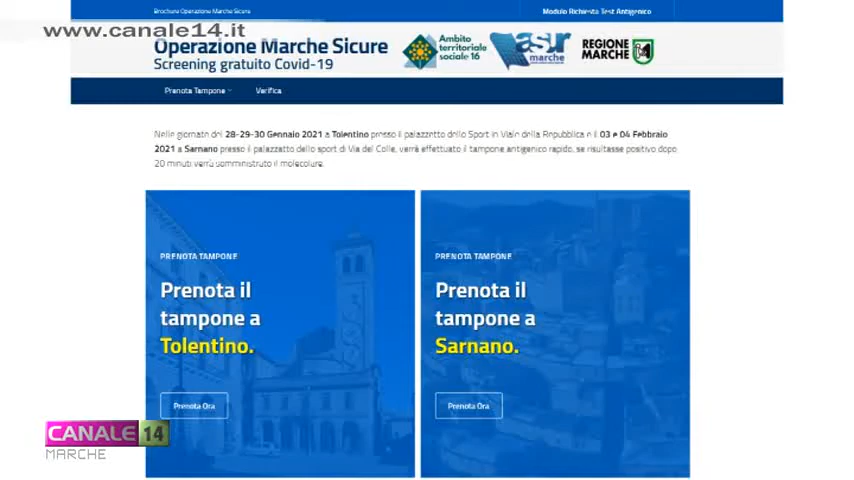 Brochure Operazione Marche Sicure
Modulo Richiesta Test Antigenico
www.canale14.it
Operazione Marche Sicure
Screening gratuito Covid-19
Ambito
territoriale
sociale 16
asur
marche
REGIONE
MARCHE
Prenota Tampone
Verifica
Nelle giornate del 28-29-30 Gennaio 2021 a Tolentino presso il palazzetto dello Sport in Viale della Repubblica e il 03 e 04 Febbraio
2021 a Sarnano presso il palazzatto dello sport di Via del Colle, verrà effettuato il tampone antigenico rapido, se risultasse positivo dopo
20 minuti verrà somministrato il molecolare.
PRENOTA TAMPONE
Prenota il
tampone a
Tolentino.
Prenota Ora
PRENOTA TAMPONE
Prenota il
tampone a
Sarnano.
Prenota Ora
CANALE 14
MARCHE